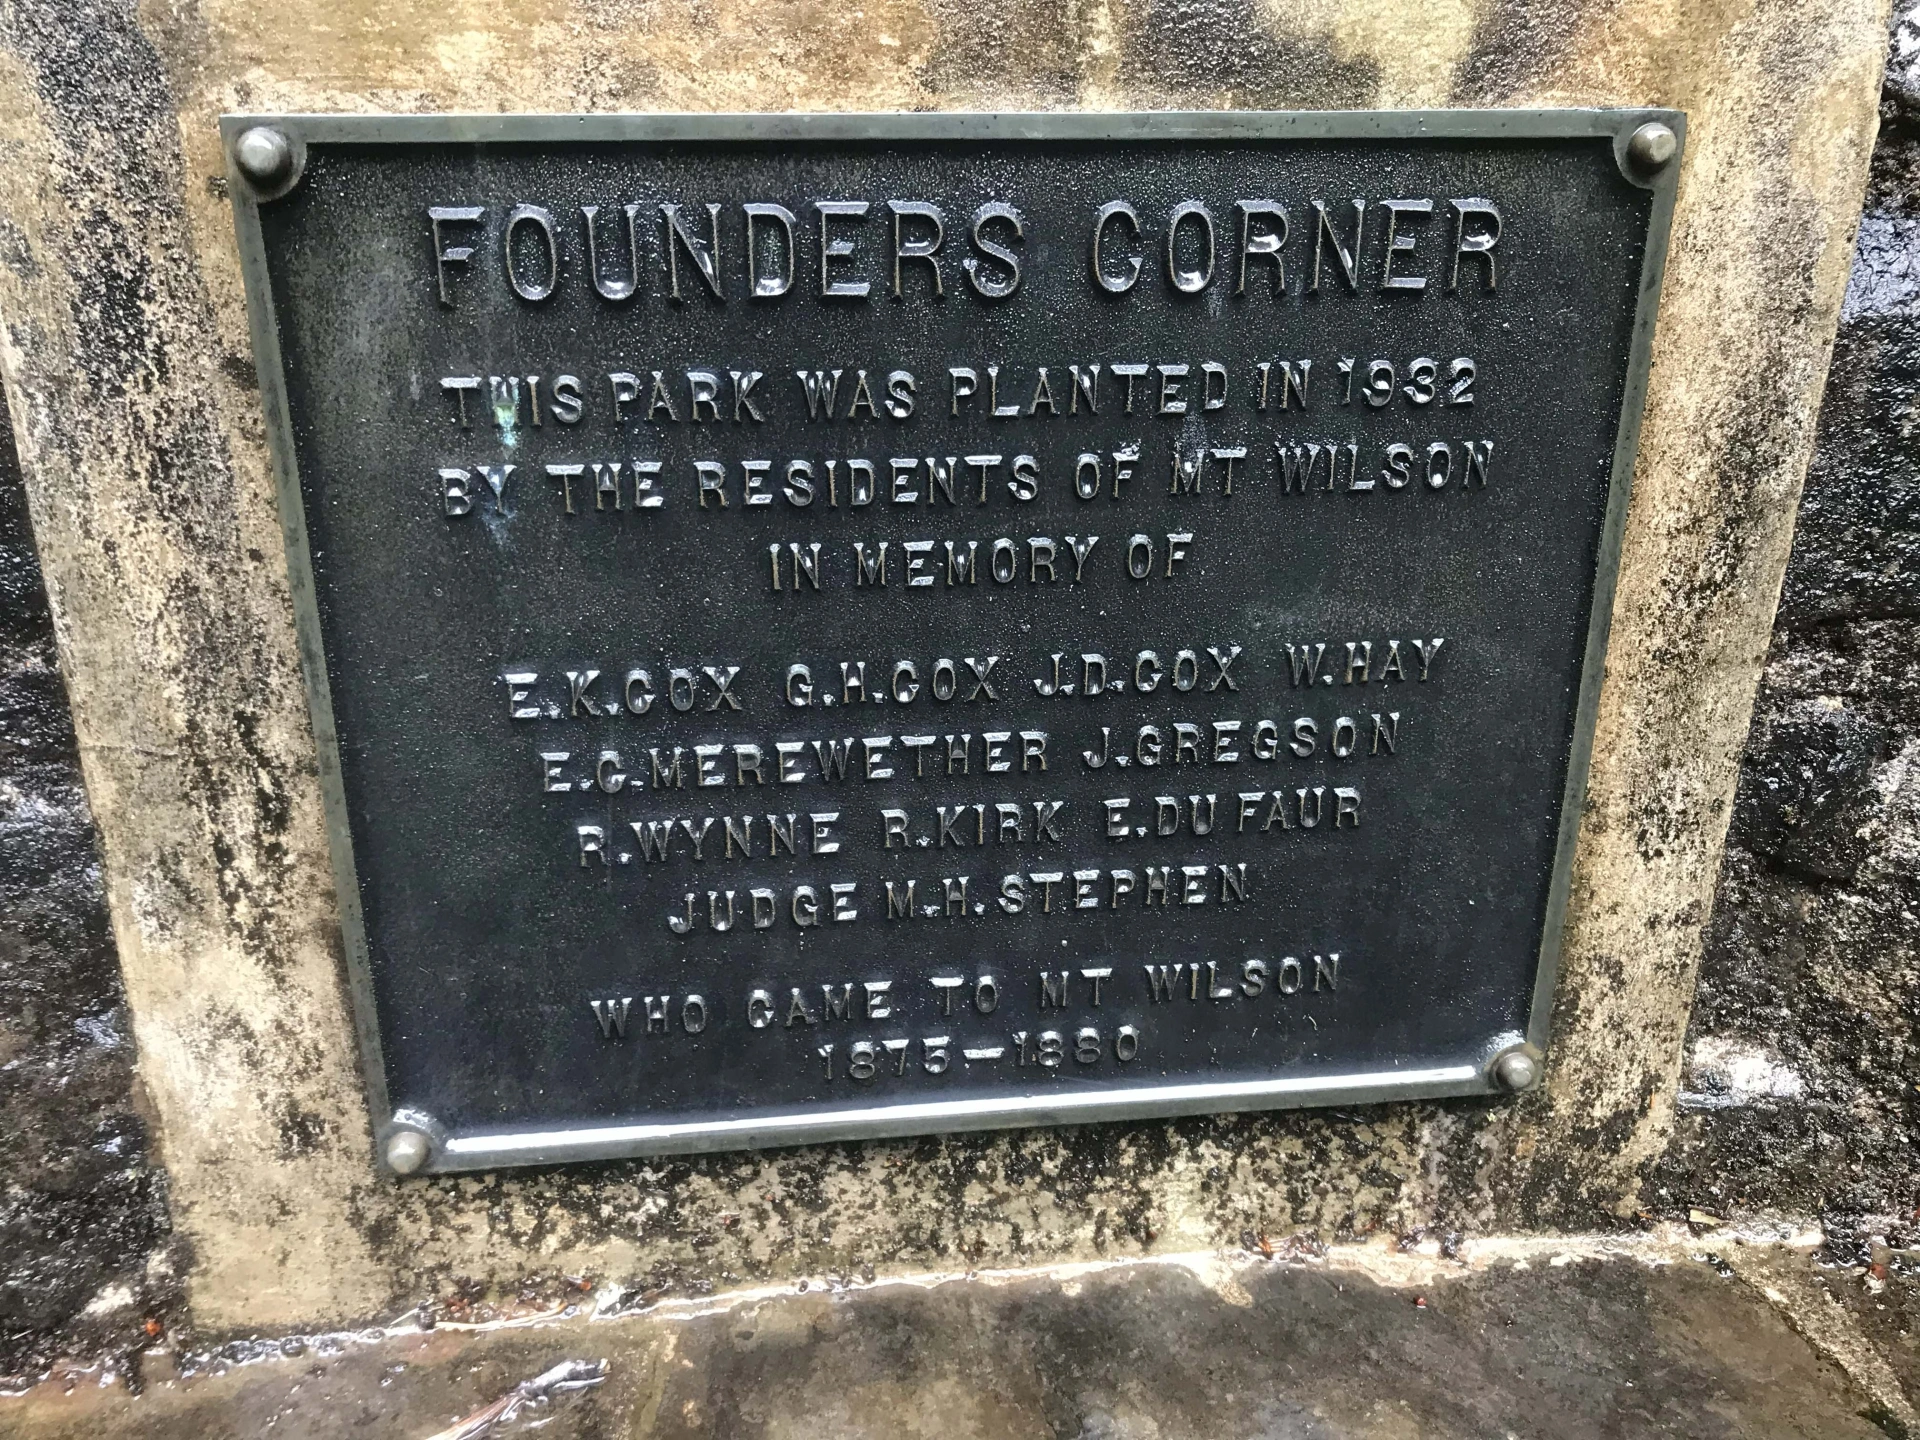 FOUNDERS CORNER
THIS PARK WAS PLANTED IN 1932
BY THE RESIDENTS OF MT WILSON
IN MEMORY OF
E.K.COX G.H.COX J.D.COX W.HAY
E.C.MEREWETHER J.GREGSON
R.WYNNE R.KIRK E.DU FAUR
JUDGE M.H.STEPHEN
WHO CAME TO MT WILSON
1875-1880